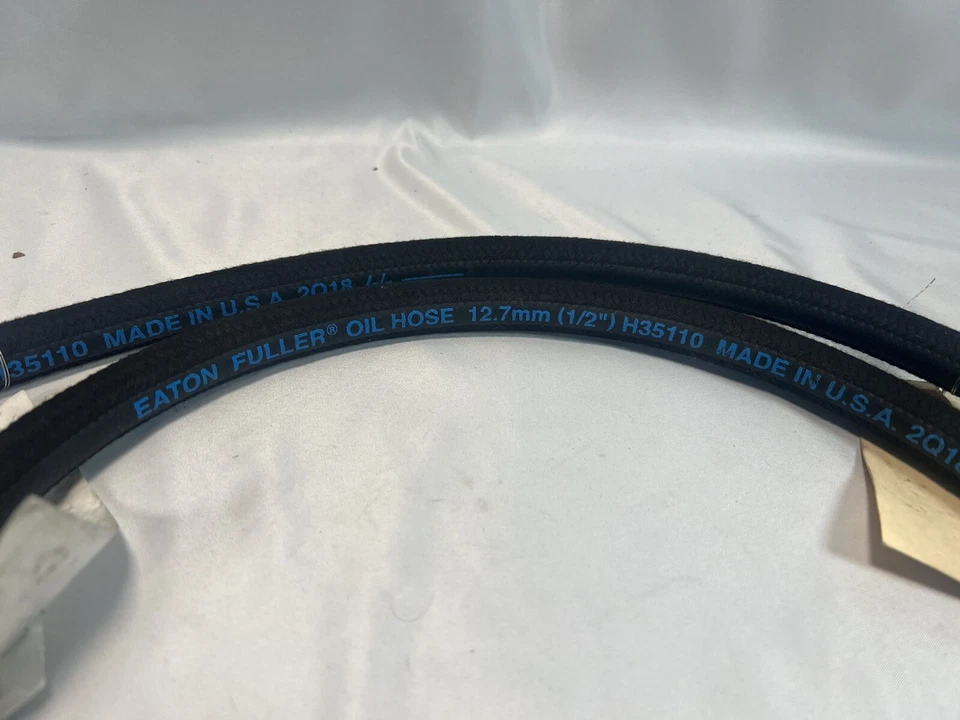 35110 MADE IN U.S.A. 2Q18 /-/-
EATON FULLER® OIL HOSE 12.7mm (1/2") H35110 MADE IN U.S.A. 2Q18